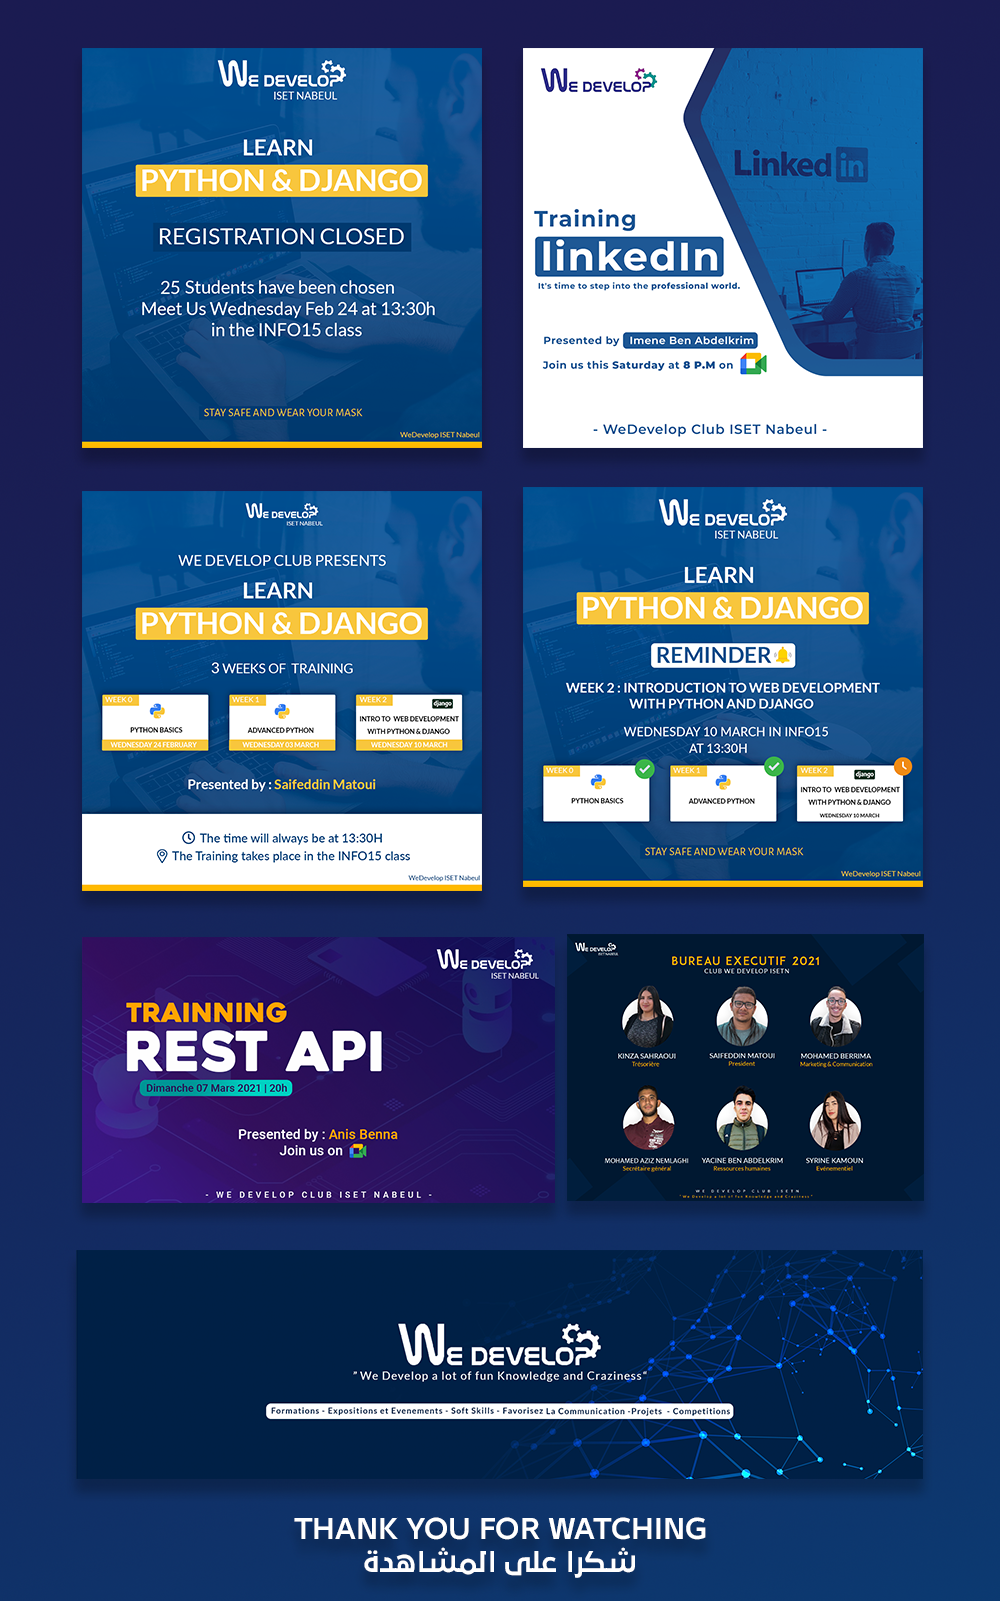 WE DEVELOP
ISET NABEUL
LEARN
PYTHON & DJANGO
REGISTRATION CLOSED
25 Students have been chosen
Meet Us Wednesday Feb 24 at 13:30h
in the INFO15 class
STAY SAFE AND WEAR YOUR MASK
WeDevelop ISET Nabeul
WE DEVELOP
LinkedIn
Training
linkedIn
It's time to step into the professional world.
Presented by Imene Ben Abdelkrim
Join us this Saturday at 8 P.M on
- WeDevelop Club ISET Nabeul -
WE DEVELOP
ISET NABEUL
WE DEVELOP CLUB PRESENTS
LEARN
PYTHON & DJANGO
3 WEEKS OF TRAINING
WEEK 0
PYTHON BASICS
WEDNESDAY 24 FEBRUARY
WEEK 1
ADVANCED PYTHON
WEDNESDAY 03 MARCH
WEEK 2
django
INTRO TO WEB DEVELOPMENT
WITH PYTHON & DJANGO
WEDNESDAY 10 MARCH
Presented by : Saifeddin Matoui
The time will always be at 13:30H
The Training takes place in the INFO15 class
WeDevelop ISET Nabeul
WE DEVELOP
ISET NABEUL
LEARN
PYTHON & DJANGO
REMINDER
WEEK 2 : INTRODUCTION TO WEB DEVELOPMENT
WITH PYTHON AND DJANGO
WEDNESDAY 10 MARCH IN INFO15
AT 13:30H
WEEK 0
PYTHON BASICS
WEEK 1
ADVANCED PYTHON
WEEK 2
django
INTRO TO WEB DEVELOPMENT
WITH PYTHON & DJANGO
WEDNESDAY 10 MARCH
STAY SAFE AND WEAR YOUR MASK
WeDevelop ISET Nabeul
WE DEVELOP
ISET NABEUL
TRAINNING
REST API
Dimanche 07 Mars 2021 | 20h
Presented by : Anis Benna
Join us on
- WE DEVELOP CLUB ISET NABEUL -
WE DEVELOP
ISET NABEUL
BUREAU EXECUTIF 2021
CLUB WE DEVELOP ISETN
KINZA SAHRAOUI
Trésorière
SAIFEDDIN MATOUI
President
MOHAMED BERRIMA
Marketing & Communication
MOHAMED AZIZ NEMLAGHI
Secrétaire général
YACINE BEN ABDELKRIM
Ressources humaines
SYRINE KAMOUN
Evénementiel
WE DEVELOP CLUB ISETN
"We Develop a lot of fun Knowledge and Craziness"
WE DEVELOP
" We Develop a lot of fun Knowledge and Craziness"
Formations - Expositions et Evenements - Soft Skills - Favorisez La Communication -Projets - Competitions
THANK YOU FOR WATCHING
شكرا على المشاهدة